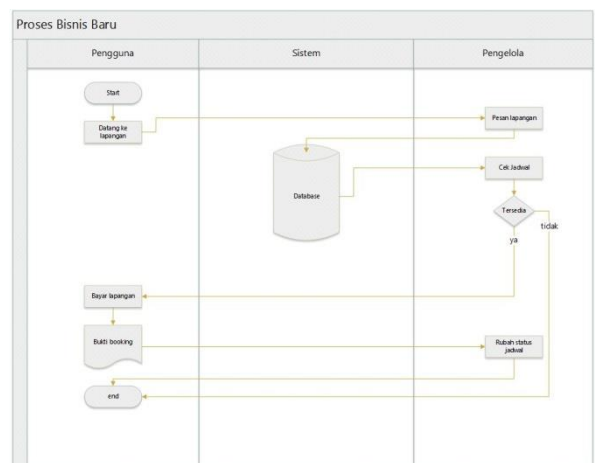 Proses Bisnis Baru
Pengguna
Sistem
Pengelola
Start
Datang ke
lapangan
Pesan lapangan
Database
Cek Jadwal
Tersedia
tidak
ya
Bayar lapangan
Bukti booking
Rubah status
jadwal
end